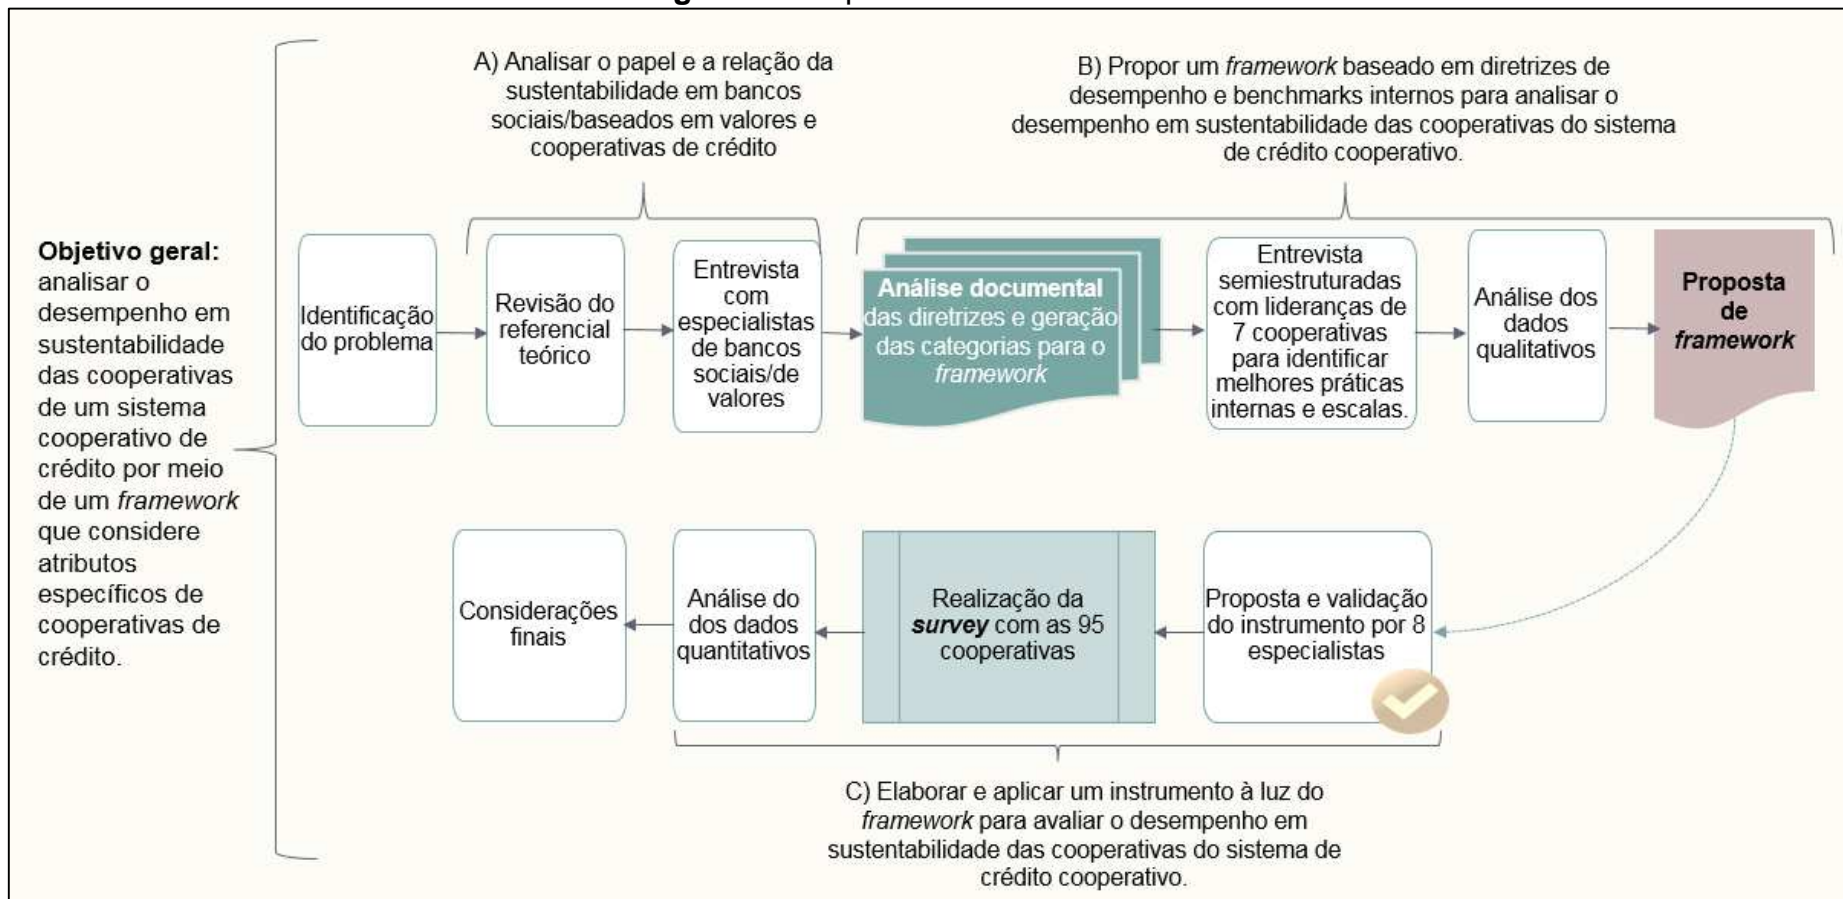 A) Analisar o papel e a relação da
sustentabilidade em bancos
sociais/baseados em valores e
cooperativas de crédito
B) Propor um framework baseado em diretrizes de
desempenho e benchmarks internos para analisar o
desempenho em sustentabilidade das cooperativas do sistema
de crédito cooperativo.
Objetivo geral:
analisar o
desempenho em
sustentabilidade
das cooperativas
de um sistema
cooperativo de
crédito por meio
de um framework
que considere
atributos
específicos de
cooperativas de
crédito.
Identificação
do problema
Revisão do
referencial
teórico
Entrevista
com
especialistas
de bancos
sociais/de
valores
Análise documental
das diretrizes e geração
das categorias para o
framework
Entrevista
semiestruturadas
com lideranças de
7 cooperativas
para identificar
melhores práticas
internas e escalas.
Análise dos
dados
qualitativos
Proposta
de
framework
Proposta e validação
do instrumento por 8
especialistas
Realização da
survey com as 95
cooperativas
Análise do
dos dados
quantitativos
Considerações
finais
C) Elaborar e aplicar um instrumento à luz do
framework para avaliar o desempenho em
sustentabilidade das cooperativas do sistema de
crédito cooperativo.